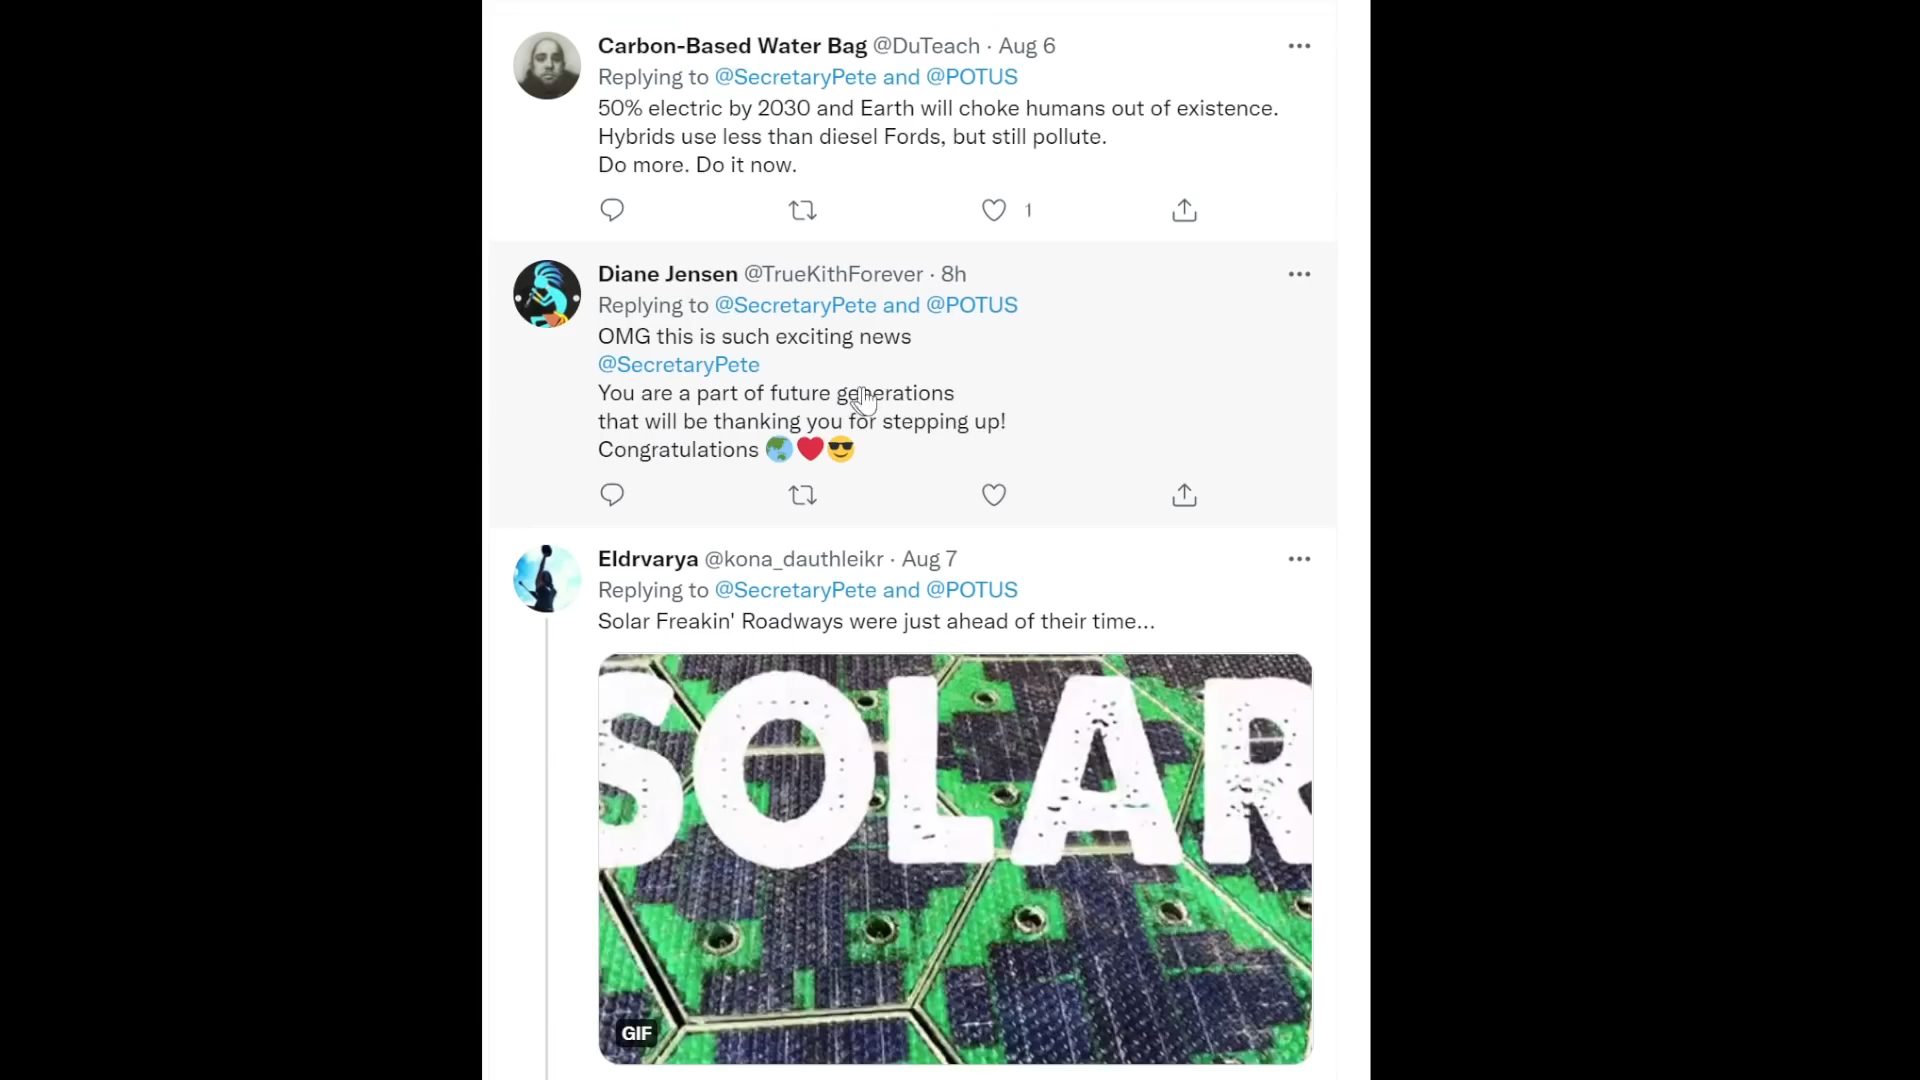 Carbon-Based Water Bag @DuTeach · Aug 6
Replying to @SecretaryPete and @POTUS
50% electric by 2030 and Earth will choke humans out of existence.
Hybrids use less than diesel Fords, but still pollute.
Do more. Do it now.
1
Diane Jensen @TrueKithForever · 8h
Replying to @SecretaryPete and @POTUS
OMG this is such exciting news
@SecretaryPete
You are a part of future generations
that will be thanking you for stepping up!
Congratulations 🌏❤️😎
Eldrvarya @kona_dauthleikr · Aug 7
Replying to @SecretaryPete and @POTUS
Solar Freakin' Roadways were just ahead of their time...
SOLAR
GIF